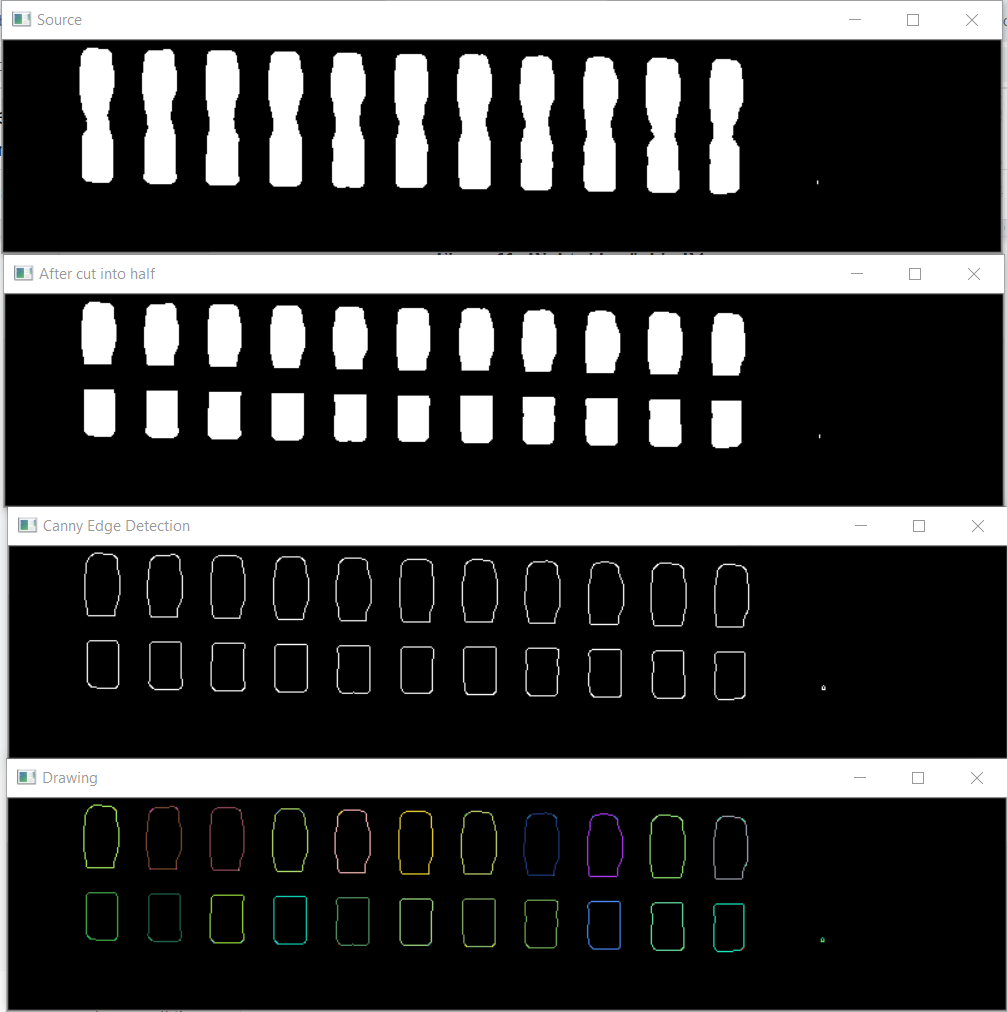 Source
After cut into half
Canny Edge Detection
Drawing